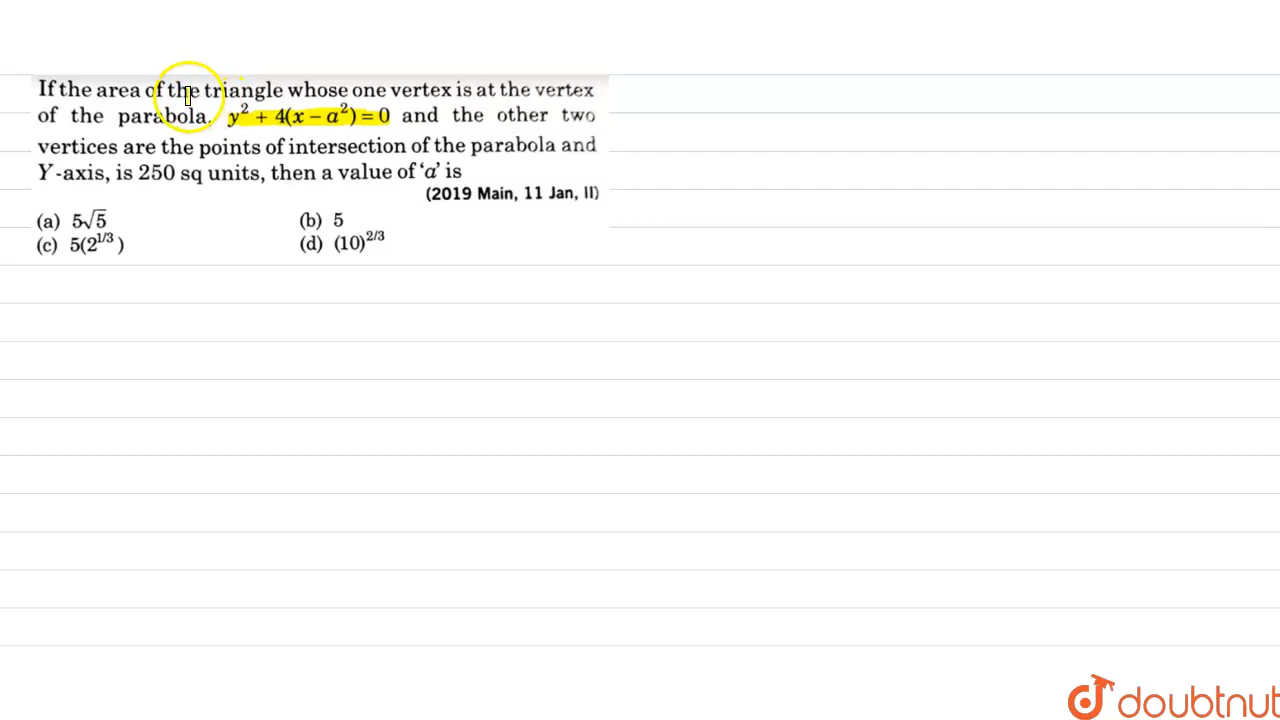 If the area of the triangle whose one vertex is at the vertex
of the parabola, y² + 4(x − a²) = 0 and the other two
vertices are the points of intersection of the parabola and
Y-axis, is 250 sq units, then a value of ‘a’ is
(2019 Main, 11 Jan, II)
(a) 5√5 (b) 5
(c) 5(2^{1/3}) (d) (10)^{2/3}
doubtnut